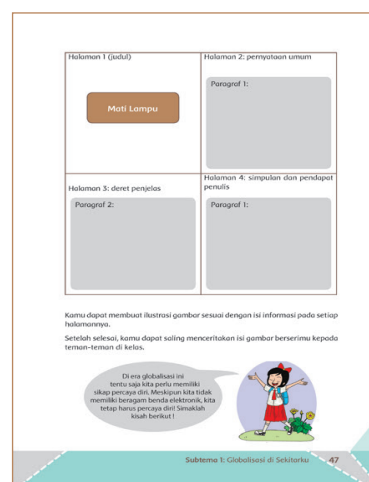 Halaman 1 (judul)
Mati Lampu
Halaman 2: pernyataan umum
Paragraf 1:
Halaman 3: deret penjelas
Paragraf 2:
Halaman 4: simpulan dan pendapat
penulis
Paragraf 1:
Kamu dapat membuat ilustrasi gambar sesuai dengan isi informasi pada setiap
halamannya.
Setelah selesai, kamu dapat saling menceritakan isi gambar berserimu kepada
teman-teman di kelas.
Di era globalisasi ini
tentu saja kita perlu memiliki
sikap percaya diri. Meskipun kita tidak
memiliki beragam benda elektronik, kita
tetap harus percaya diri! Simaklah
kisah berikut !
Subtema 1: Globalisasi di Sekitarku 47